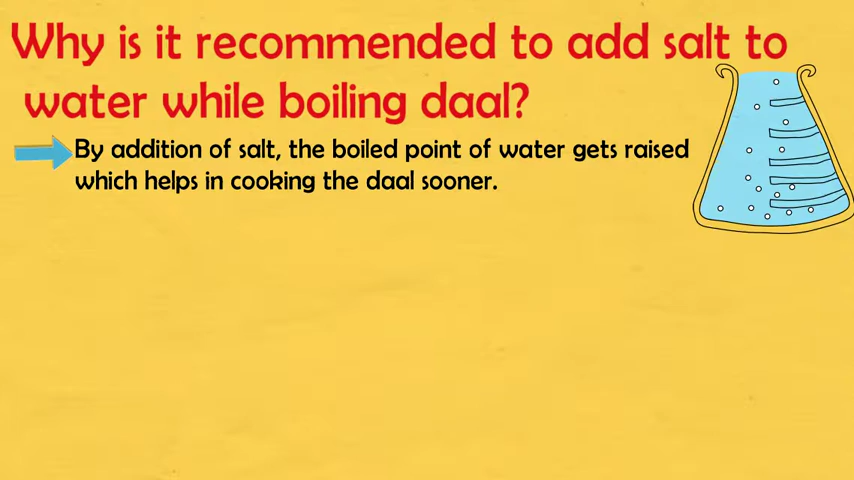 Why is it recommended to add salt to
water while boiling daal?
By addition of salt, the boiled point of water gets raised
which helps in cooking the daal sooner.